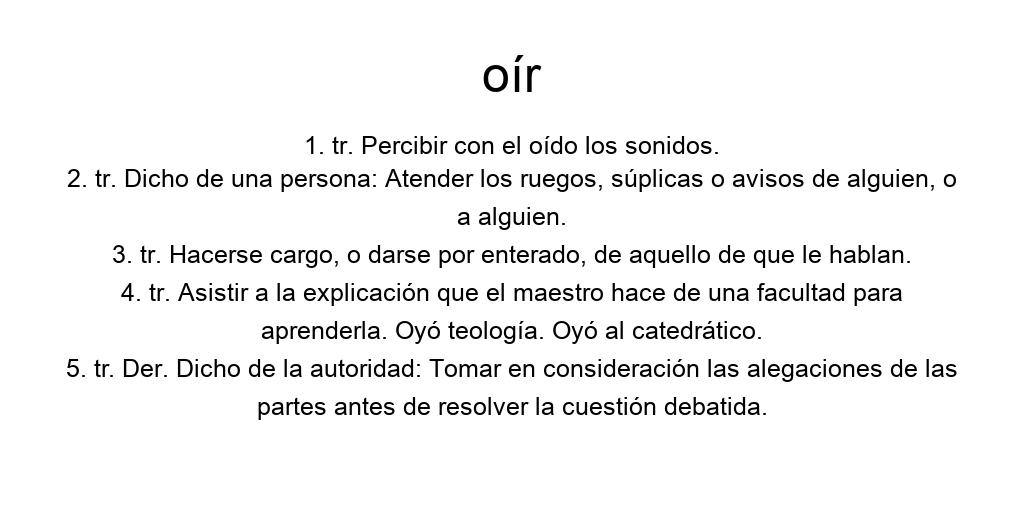 oír
1. tr. Percibir con el oído los sonidos.
2. tr. Dicho de una persona: Atender los ruegos, súplicas o avisos de alguien, o
a alguien.
3. tr. Hacerse cargo, o darse por enterado, de aquello de que le hablan.
4. tr. Asistir a la explicación que el maestro hace de una facultad para
aprenderla. Oyó teología. Oyó al catedrático.
5. tr. Der. Dicho de la autoridad: Tomar en consideración las alegaciones de las
partes antes de resolver la cuestión debatida.